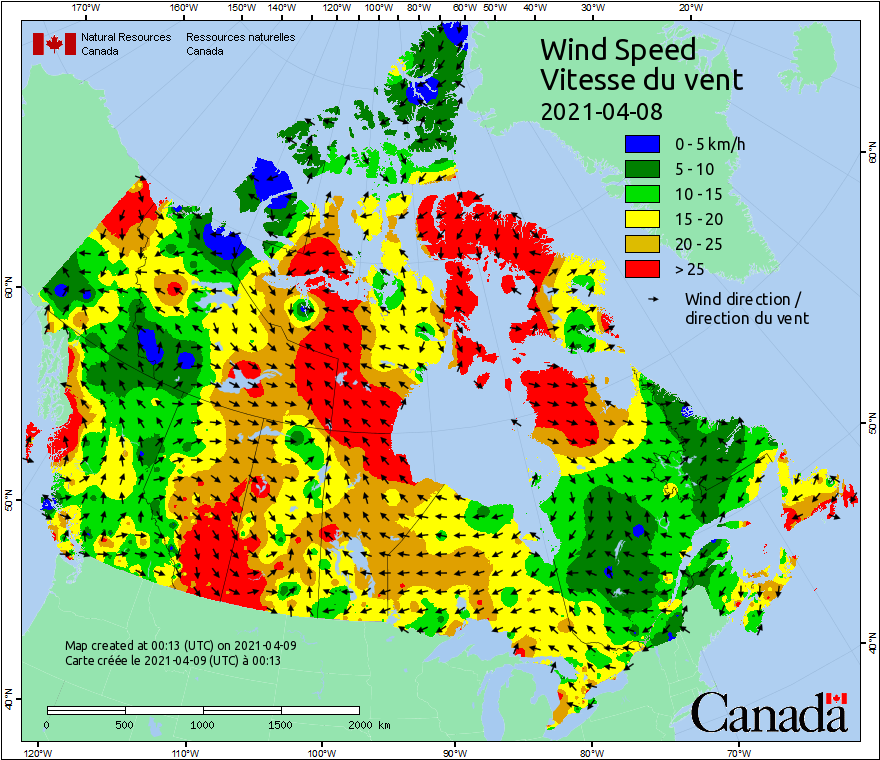 170°W 160°W 150°W 140°W 120°W 100°W 80°W 60°W 50°W 40°W 30°W 20°W
Natural Resources Ressources naturelles
Canada Canada
Wind Speed
Vitesse du vent
2021-04-08
0 - 5 km/h
5 - 10
10 - 15
15 - 20
20 - 25
> 25
Wind direction /
direction du vent
60°N
60°N
50°N
50°N
40°N
40°N
Map created at 00:13 (UTC) on 2021-04-09
Carte créée le 2021-04-09 (UTC) à 00:13
0 500 1000 1500 2000 km
Canada
120°W 110°W 100°W 90°W 80°W 70°W